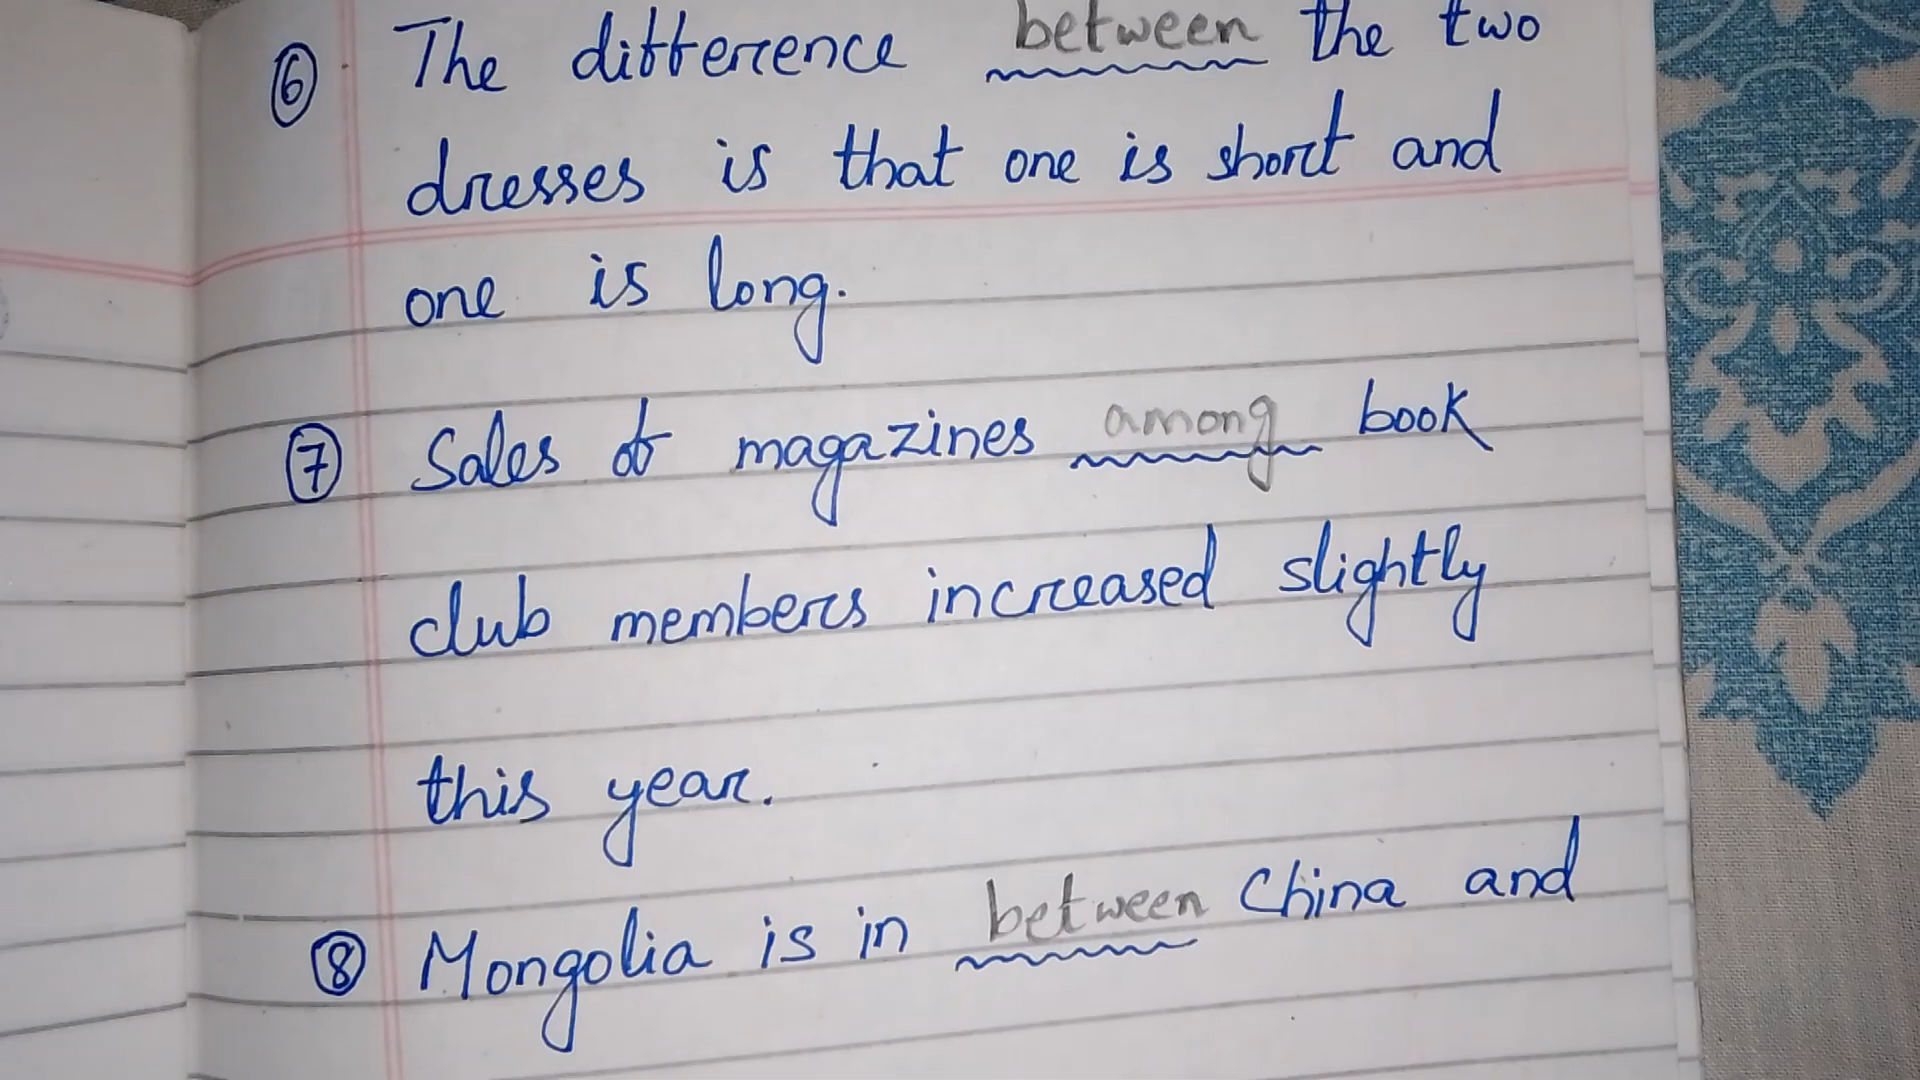 ⑥ The difference between the two
dresses is that one is short and
one is long.
⑦ Sales of magazines among book
club members increased slightly
this year.
⑧ Mongolia is in between China and